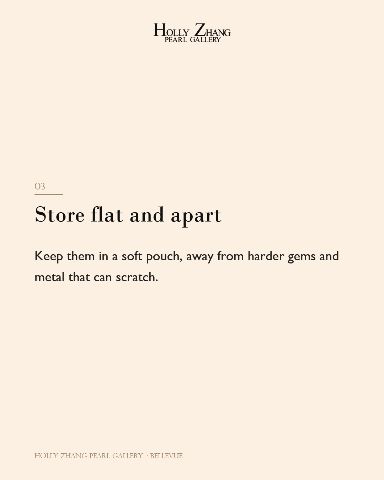 HOLLY ZHANG
PEARL GALLERY
03
Store flat and apart
Keep them in a soft pouch, away from harder gems and
metal that can scratch.
HOLLY ZHANG PEARL GALLERY · BELLEVUE